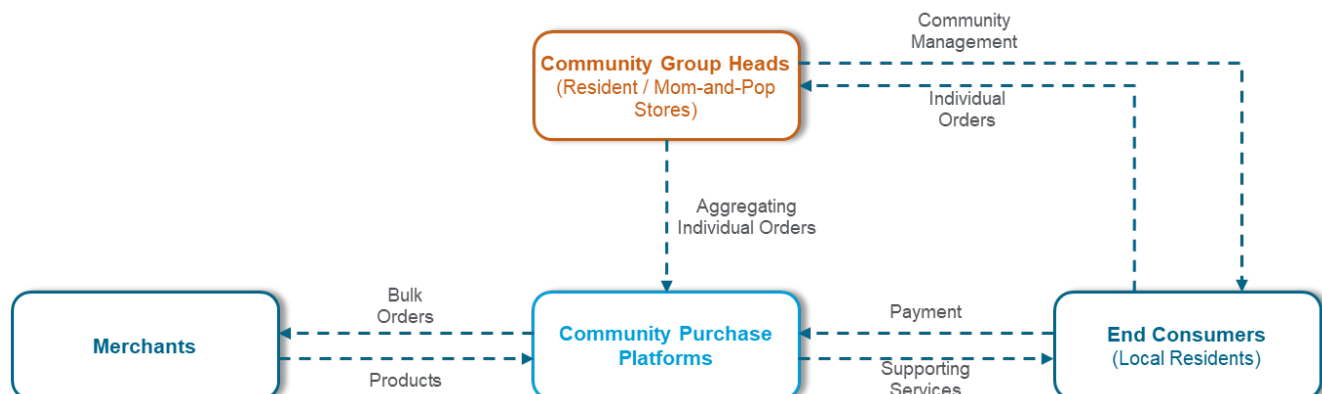 Community
Management
Community Group Heads
(Resident / Mom-and-Pop
Stores)
Individual
Orders
Aggregating
Individual Orders
Bulk
Orders
Merchants
Products
Community Purchase
Platforms
Payment
Supporting
Services
End Consumers
(Local Residents)